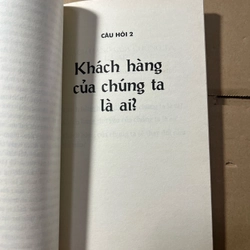 CÂU HỎI 2
Khách hàng
của chúng ta
là ai?